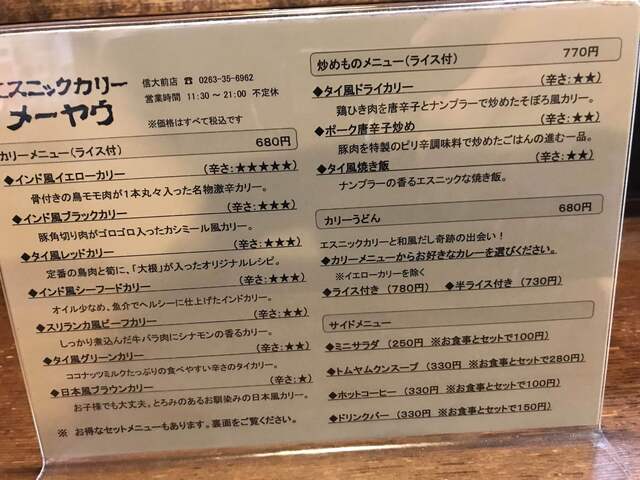 エスニックカリー
メーヤウ
信大前店 ☎ 0263-35-6962
営業時間 11:30～21:00 不定休
※価格はすべて税込です
カリーメニュー(ライス付) 680円
◆インド風イエローカリー (辛さ:★★★★★)
骨付きの鳥モモ肉が1本丸々入った名物激辛カリー。
◆インド風ブラックカリー (辛さ:★★★)
豚角切り肉がゴロゴロ入ったカシミール風カリー。
◆タイ風レッドカリー (辛さ:★★★)
定番の鳥肉と筍に、「大根」が入ったオリジナルレシピ。
◆インド風シーフードカリー (辛さ:★★★)
オイル少なめ、魚介でヘルシーに仕上げたインドカリー。
◆スリランカ風ビーフカリー (辛さ:★★)
しっかり煮込んだ牛バラ肉にシナモンの香るカリー。
◆タイ風グリーンカリー (辛さ:★★)
ココナッツミルクたっぷりの食べやすい辛さのタイカリー。
◆日本風ブラウンカリー (辛さ:★)
お子様でも大丈夫。とろみのあるお馴染みの日本風カリー。
※ お得なセットメニューもあります。裏面をご覧ください。
炒めものメニュー(ライス付) 770円
◆タイ風ドライカリー (辛さ:★★)
鶏ひき肉を唐辛子とナンプラーで炒めたそぼろ風カリー。
◆ポーク唐辛子炒め (辛さ:★★)
豚肉を特製のピリ辛調味料で炒めたごはんの進む一品。
◆タイ風焼き飯 (辛さ:★★)
ナンプラーの香るエスニックな焼き飯。
カリーうどん 680円
エスニックカリーと和風だし奇跡の出会い!
◆カリーメニューからお好きなカレーを選びください。
※イエローカリーを除く
◆ライス付き (780円) ◆半ライス付き (730円)
サイドメニュー
◆ミニサラダ (250円 ※お食事とセットで100円)
◆トムヤムクンスープ (330円 ※お食事とセットで280円)
◆ホットコーヒー (330円 ※お食事とセットで100円)
◆ドリンクバー (330円 ※お食事とセットで150円)